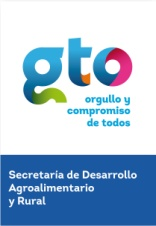 gto
orgullo y
compromiso
de todos
Secretaría de Desarrollo
Agroalimentario
y Rural